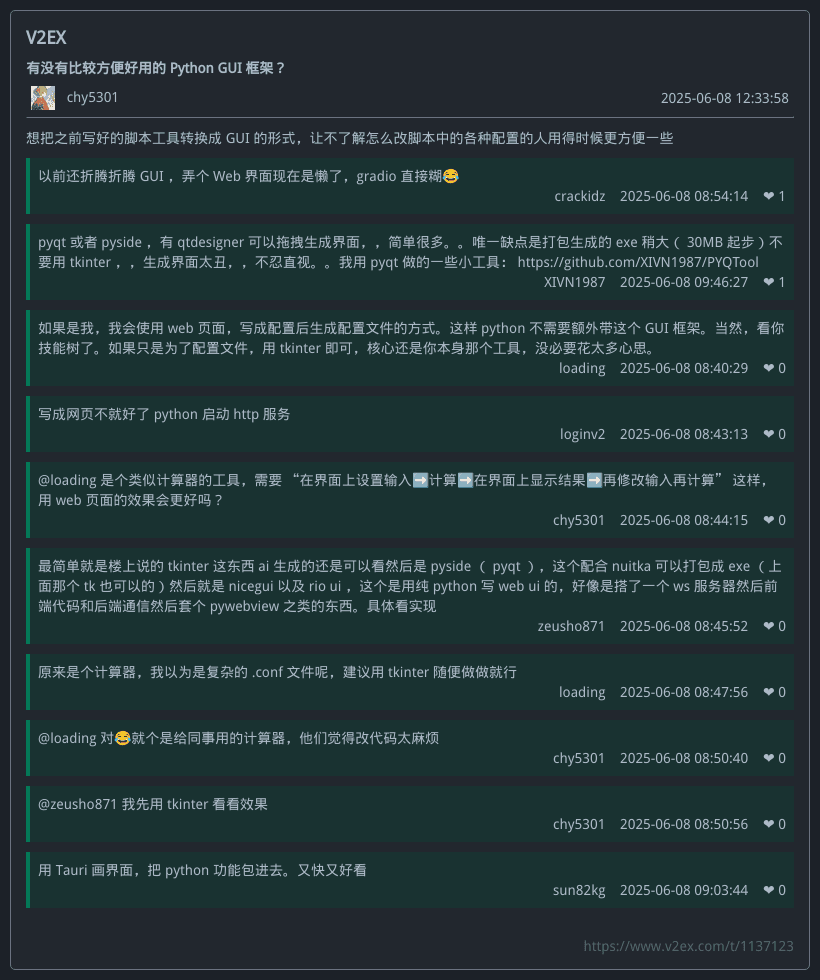 V2EX
有没有比较方便好用的 Python GUI 框架？
chy5301
2025-06-08 12:33:58
想把之前写好的脚本工具转换成 GUI 的形式，让不了解怎么改脚本中的各种配置的人用得时候更方便一些
以前还折腾折腾 GUI ，弄个 Web 界面现在是懒了，gradio 直接糊😂
crackidz 2025-06-08 08:54:14 ❤ 1
pyqt 或者 pyside ，有 qtdesigner 可以拖拽生成界面，，简单很多。。唯一缺点是打包生成的 exe 稍大（ 30MB 起步）不
要用 tkinter ，，生成界面太丑，，不忍直视。。我用 pyqt 做的一些小工具： https://github.com/XIVN1987/PYQTool
XIVN1987 2025-06-08 09:46:27 ❤ 1
如果是我，我会使用 web 页面，写成配置后生成配置文件的方式。这样 python 不需要额外带这个 GUI 框架。当然，看你
技能树了。如果只是为了配置文件，用 tkinter 即可，核心还是你本身那个工具，没必要花太多心思。
loading 2025-06-08 08:40:29 ❤ 0
写成网页不就好了 python 启动 http 服务
loginv2 2025-06-08 08:43:13 ❤ 0
@loading 是个类似计算器的工具，需要 “在界面上设置输入➡️计算➡️在界面上显示结果➡️再修改输入再计算” 这样，
用 web 页面的效果会更好吗？
chy5301 2025-06-08 08:44:15 ❤ 0
最简单就是楼上说的 tkinter 这东西 ai 生成的还是可以看然后是 pyside （ pyqt ），这个配合 nuitka 可以打包成 exe （上
面那个 tk 也可以的）然后就是 nicegui 以及 rio ui ，这个是用纯 python 写 web ui 的，好像是搭了一个 ws 服务器然后前
端代码和后端通信然后套个 pywebview 之类的东西。具体看实现
zeusho871 2025-06-08 08:45:52 ❤ 0
原来是个计算器，我以为是复杂的 .conf 文件呢，建议用 tkinter 随便做做就行
loading 2025-06-08 08:47:56 ❤ 0
@loading 对😂就个是给同事用的计算器，他们觉得改代码太麻烦
chy5301 2025-06-08 08:50:40 ❤ 0
@zeusho871 我先用 tkinter 看看效果
chy5301 2025-06-08 08:50:56 ❤ 0
用 Tauri 画界面，把 python 功能包进去。又快又好看
sun82kg 2025-06-08 09:03:44 ❤ 0
https://www.v2ex.com/t/1137123